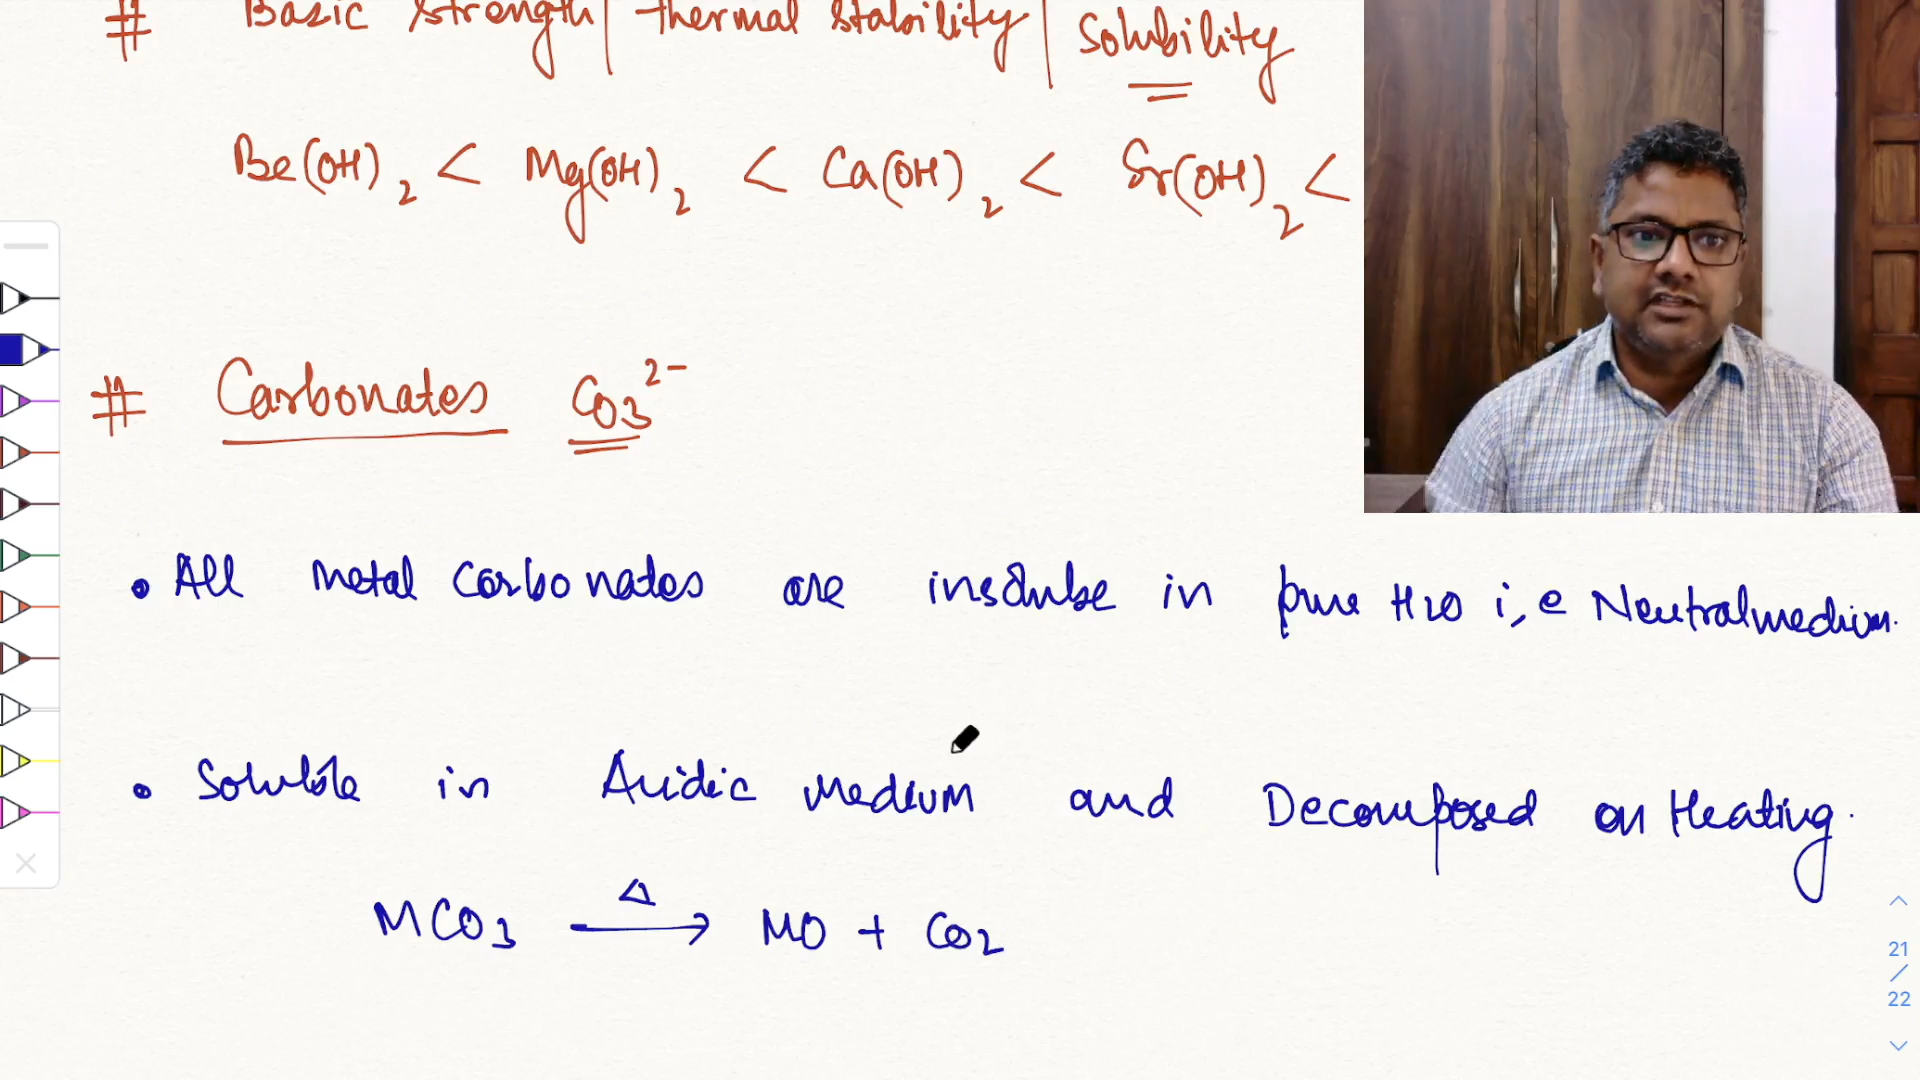 # Basic Strength | thermal stability | Solubility
Be(OH)₂ < Mg(OH)₂ < Ca(OH)₂ < Sr(OH)₂ <
# Carbonates CO₃²⁻
• All metal carbonates are insoluble in pure H₂O i,e Neutral medium.
• Soluble in Acidic Medium and Decomposed on Heating.
Δ
MCO₃ → MO + CO₂
21
/
22